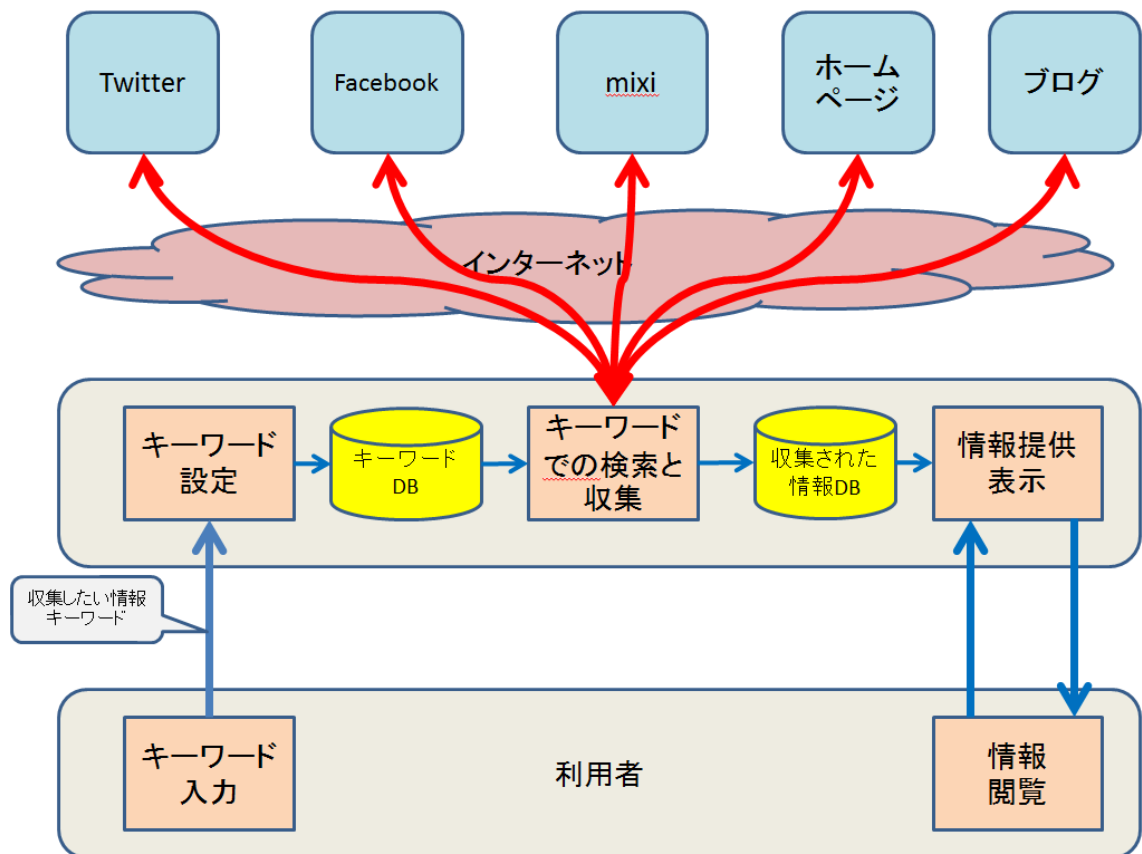 Twitter
Facebook
mixi
ホーム
ページ
ブログ
インターネット
キーワード
設定
キーワード
DB
キーワード
での検索と
収集
収集された
情報DB
情報提供
表示
収集したい情報
キーワード
キーワード
入力
利用者
情報
閲覧